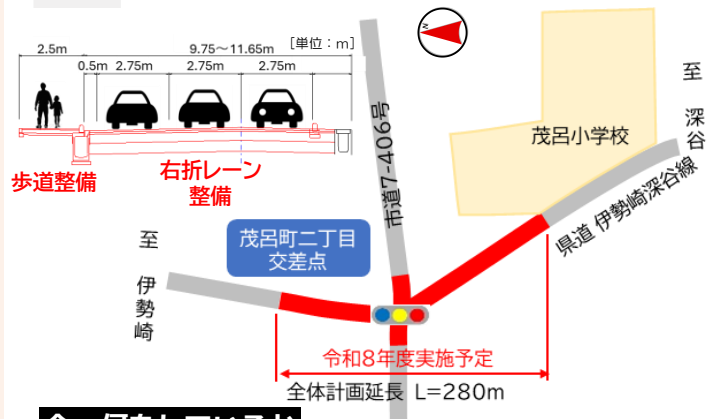 2.5m
9.75～11.65m
[単位：m]
0.5m
2.75m
2.75m
2.75m
歩道整備
右折レーン
整備
N
市道7-406号
茂呂小学校
至 深谷
県道 伊勢崎深谷線
茂呂町二丁目
交差点
至 伊勢崎
令和8年度実施予定
全体計画延長 L=280m